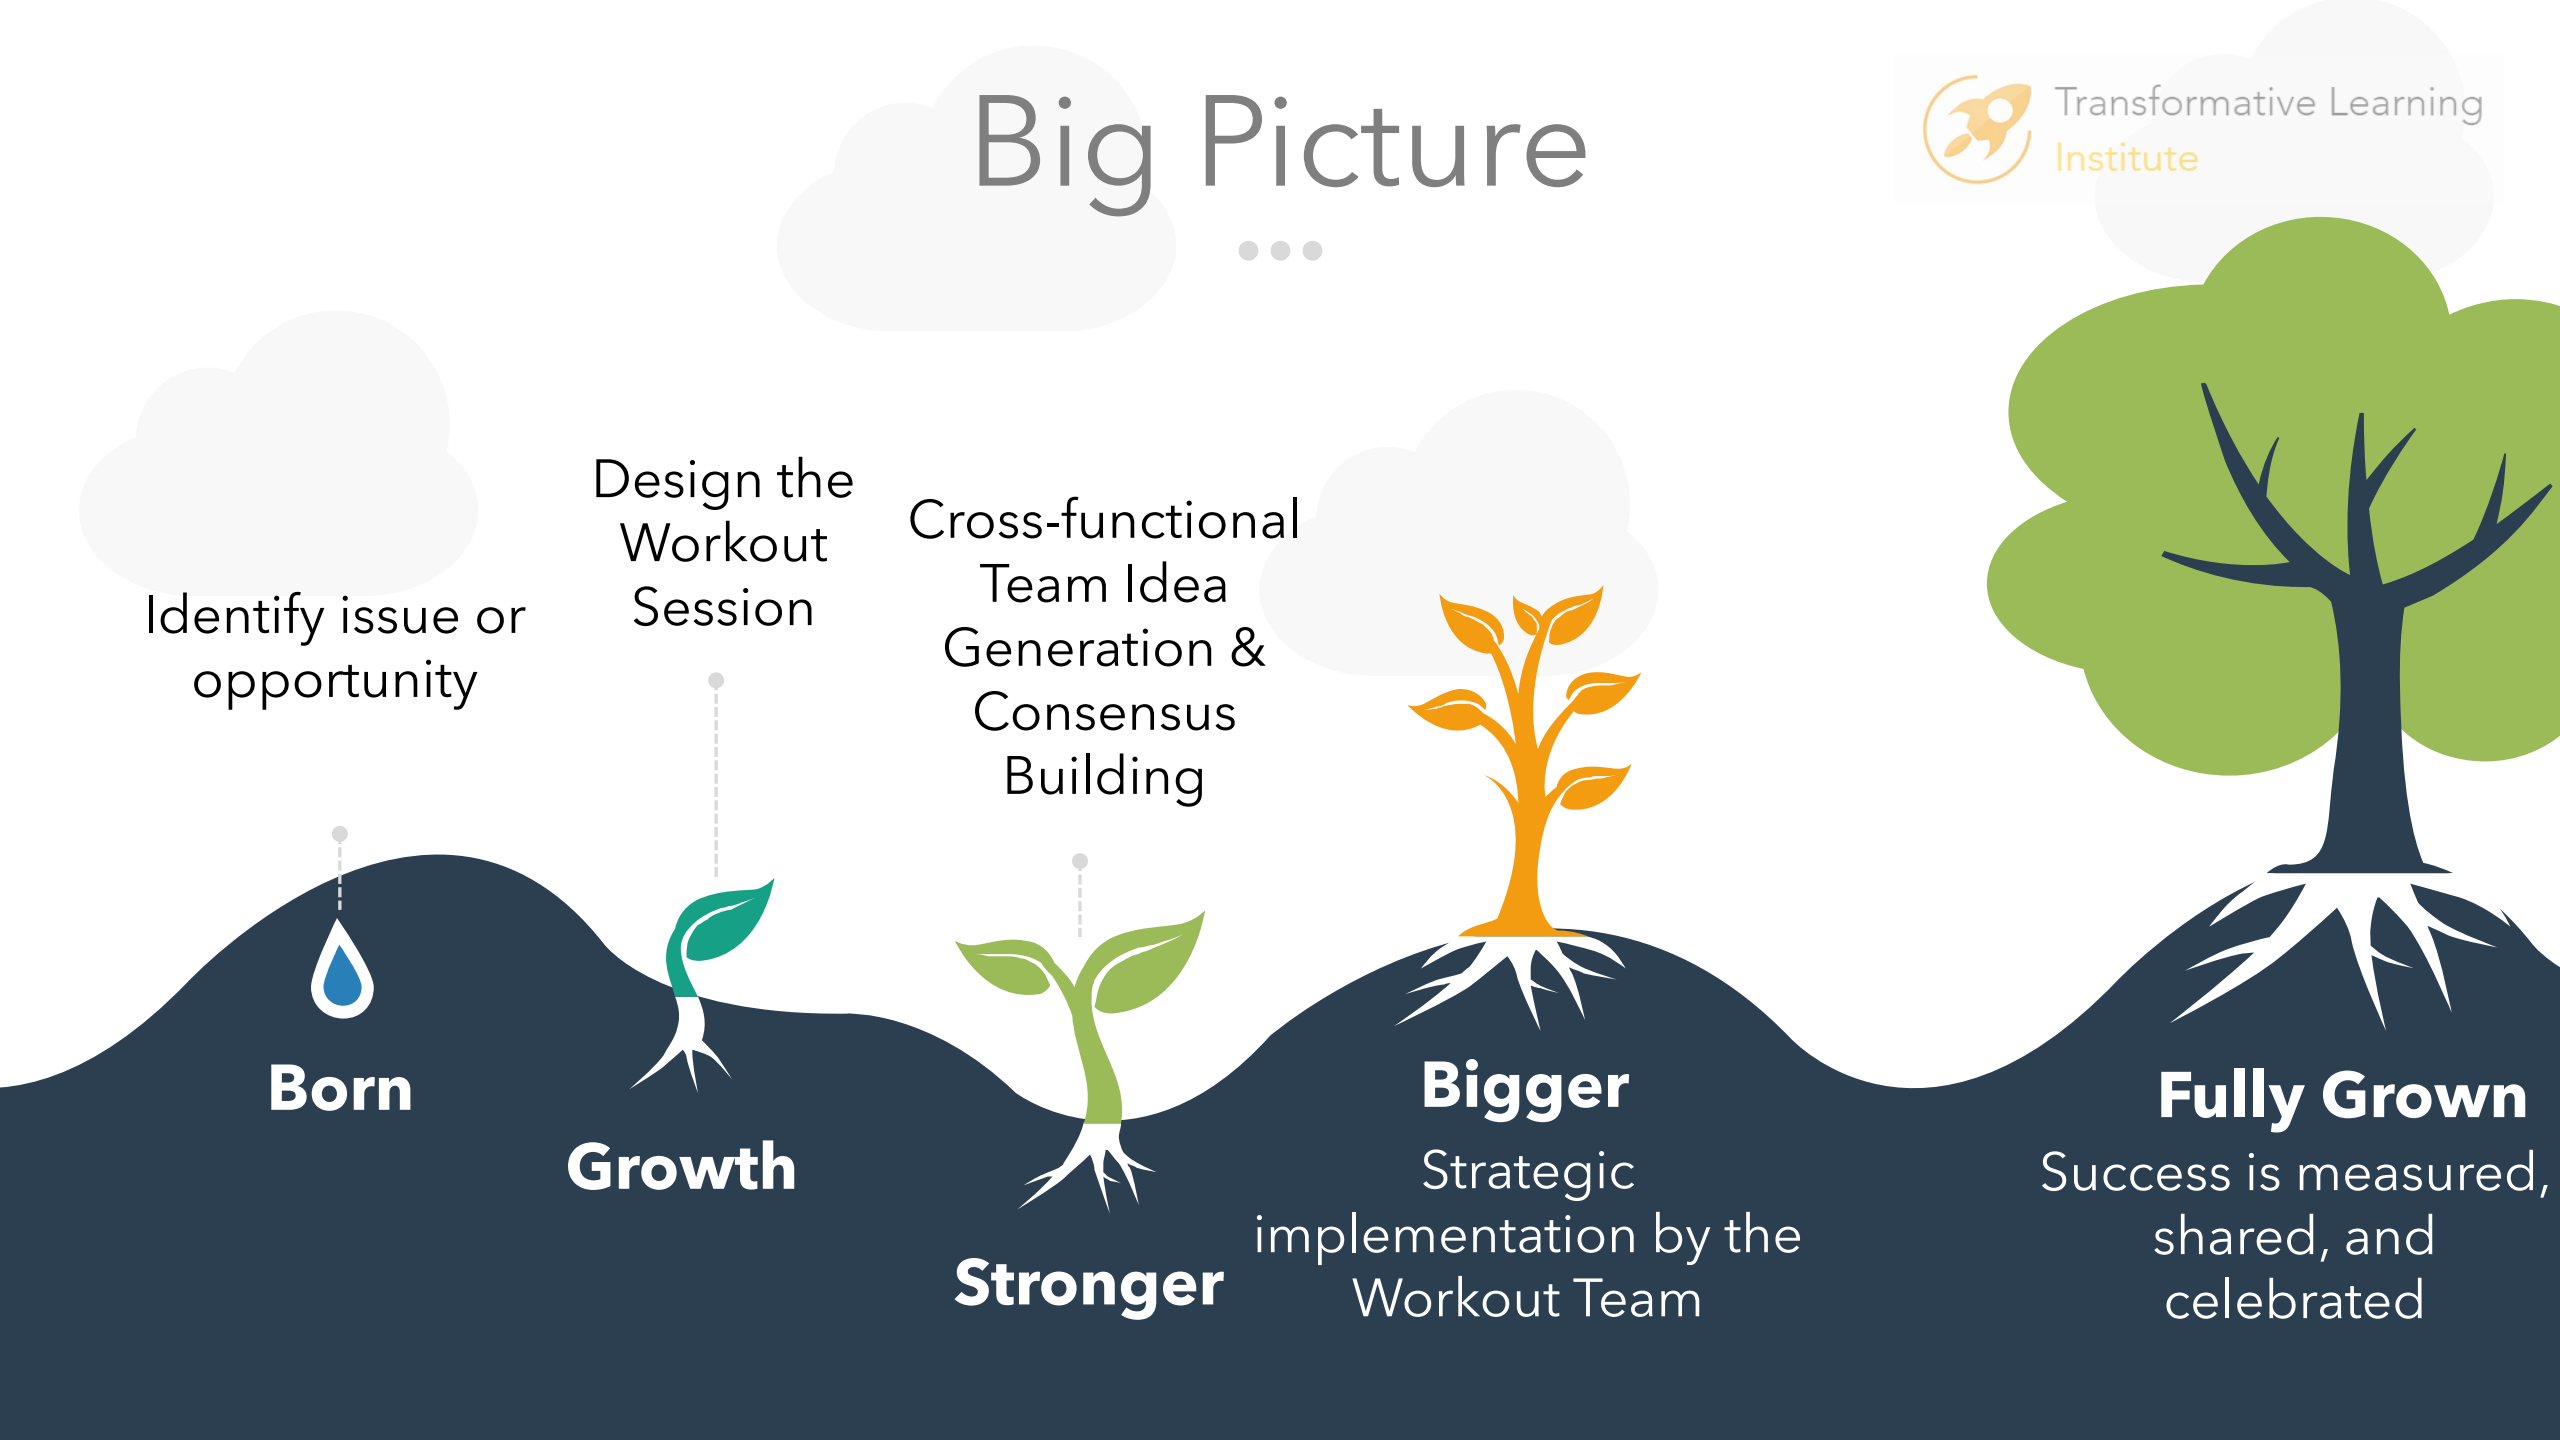 Big Picture
Transformative Learning
Institute
Identify issue or
opportunity
Born
Design the
Workout
Session
Growth
Cross-functional
Team Idea
Generation &
Consensus
Building
Stronger
Bigger
Strategic
implementation by the
Workout Team
Fully Grown
Success is measured,
shared, and
celebrated